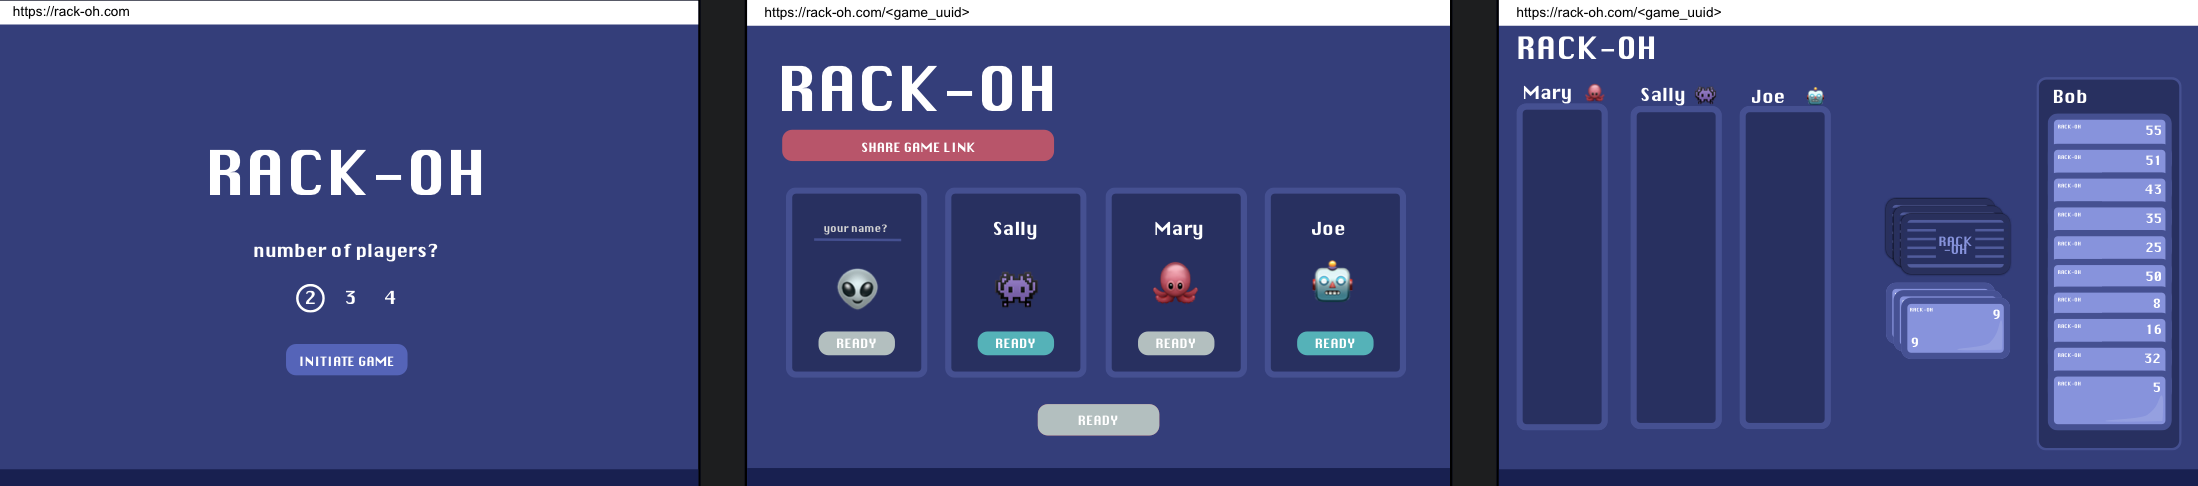 https://rack-oh.com
RACK-OH
number of players?
2 3 4
INITIATE GAME
https://rack-oh.com/<game_uuid>
RACK-OH
SHARE GAME LINK
your name? Sally Mary Joe
READY READY READY READY
READY
https://rack-oh.com/<game_uuid>
RACK-OH
Mary Sally Joe
RACK
-OH
RACK-OH 9
9
Bob
RACK-OH 55
RACK-OH 51
RACK-OH 43
RACK-OH 35
RACK-OH 25
RACK-OH 50
RACK-OH 8
RACK-OH 16
RACK-OH 32
RACK-OH 5